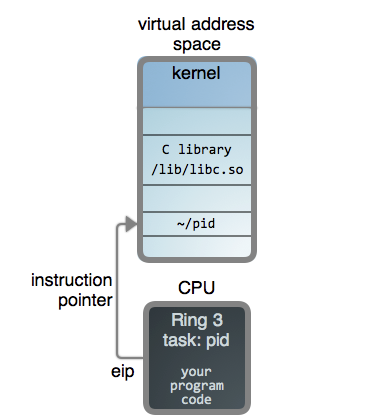 virtual address
space
kernel
C library
/lib/libc.so
~/pid
instruction
pointer
CPU
Ring 3
task: pid
eip
your
program
code